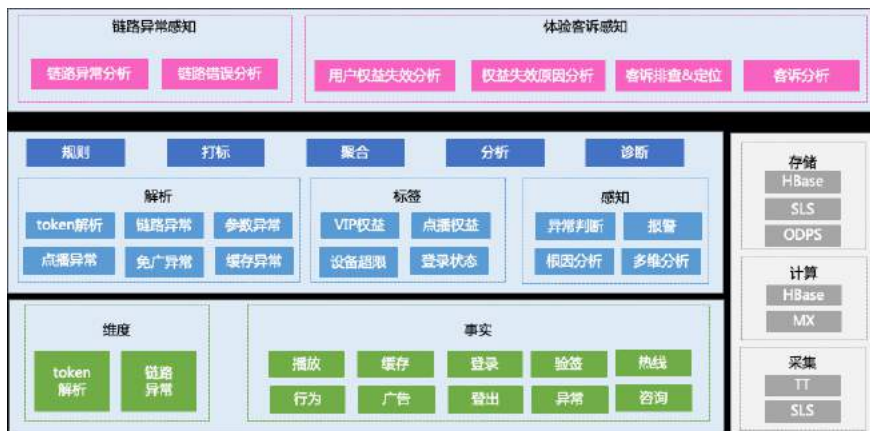 链路异常感知
体验客诉感知
链路异常分析
链路错误分析
用户权益失效分析
权益失效原因分析
客诉排查&定位
客诉分析
规则
打标
聚合
分析
诊断
解析
token解析
链路异常
参数异常
点播异常
免广异常
缓存异常
标签
VIP权益
点播权益
设备超限
登录状态
感知
异常判断
报警
根因分析
多维分析
维度
token
解析
链路
异常
事实
播放
缓存
登录
验签
热线
行为
广告
登出
异常
咨询
存储
HBase
SLS
ODPS
计算
HBase
MX
采集
TT
SLS